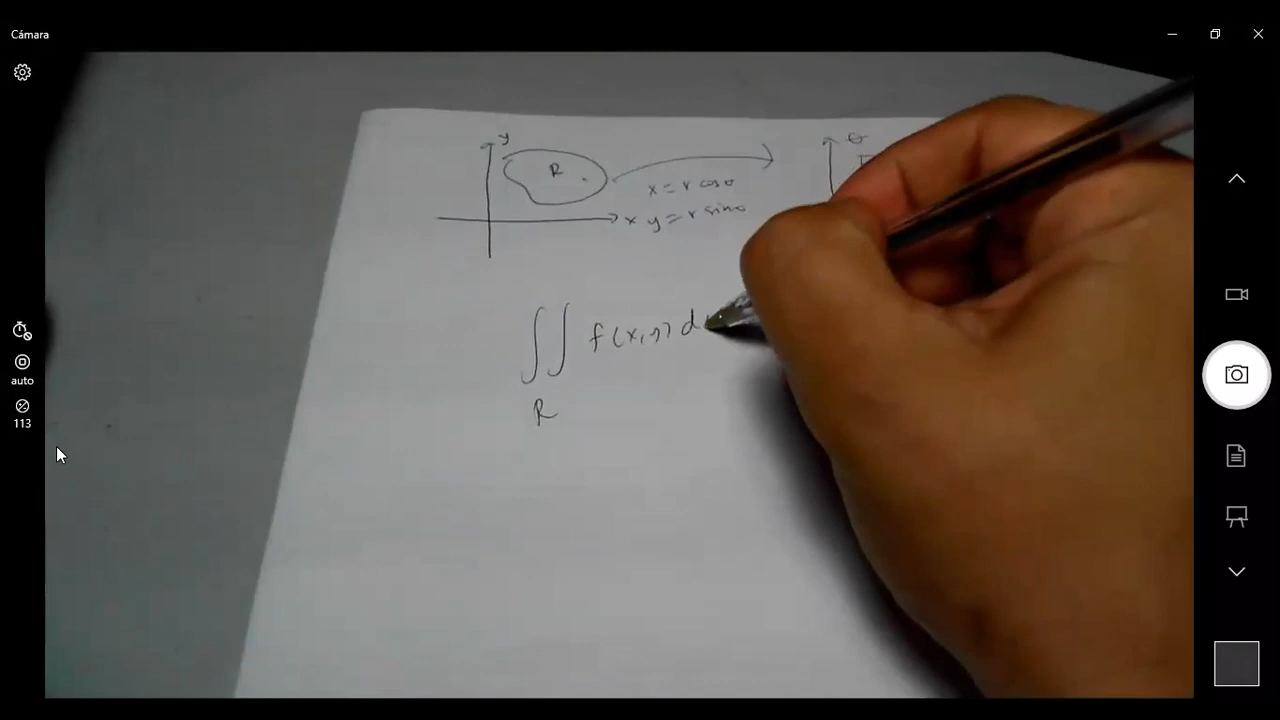 Cámara
y
R
θ
x = r cos θ
x
y = r sin θ
∬ f(x,y) d
R
auto
113